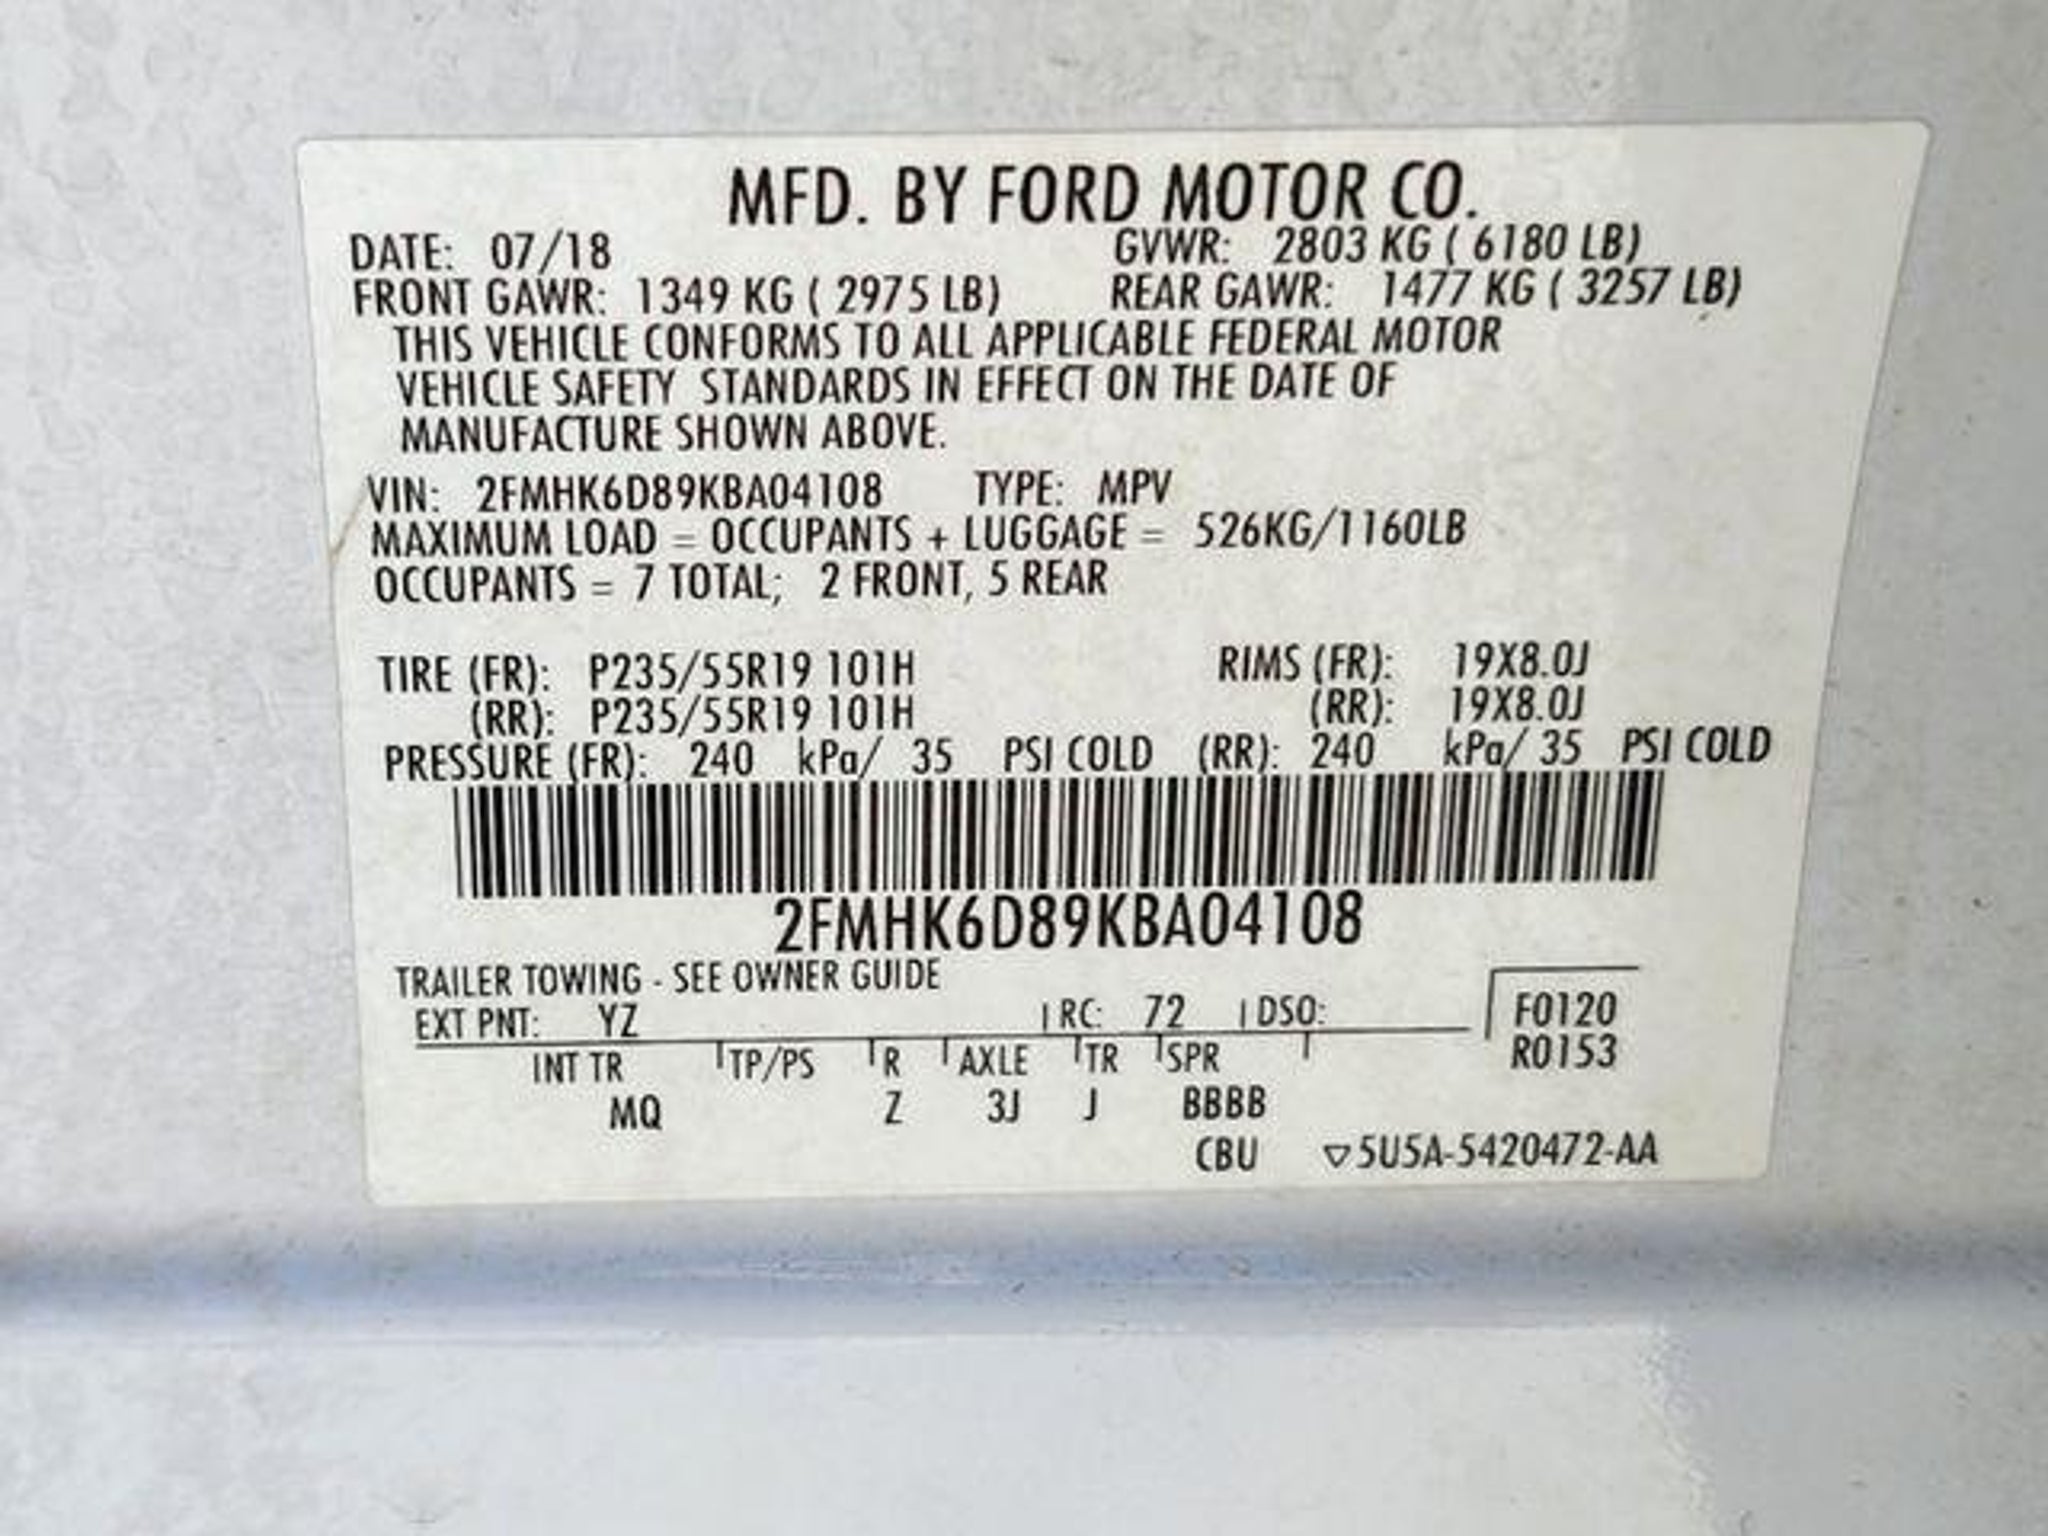 MFD. BY FORD MOTOR CO.
DATE: 07/18 GVWR: 2803 KG ( 6180 LB)
FRONT GAWR: 1349 KG ( 2975 LB) REAR GAWR: 1477 KG ( 3257 LB)
THIS VEHICLE CONFORMS TO ALL APPLICABLE FEDERAL MOTOR
VEHICLE SAFETY STANDARDS IN EFFECT ON THE DATE OF
MANUFACTURE SHOWN ABOVE.
VIN: 2FMHK6D89KBA04108 TYPE: MPV
MAXIMUM LOAD = OCCUPANTS + LUGGAGE = 526KG/1160LB
OCCUPANTS = 7 TOTAL; 2 FRONT, 5 REAR
TIRE (FR): P235/55R19 101H RIMS (FR): 19X8.0J
(RR): P235/55R19 101H (RR): 19X8.0J
PRESSURE (FR): 240 kPa/ 35 PSI COLD (RR): 240 kPa/ 35 PSI COLD
2FMHK6D89KBA04108
TRAILER TOWING - SEE OWNER GUIDE
EXT PNT: YZ RC: 72 DSO: F0120
INT TR TP/PS R AXLE TR SPR R0153
MQ Z 3J J BBBB
CBU ▽5U5A-5420472-AA